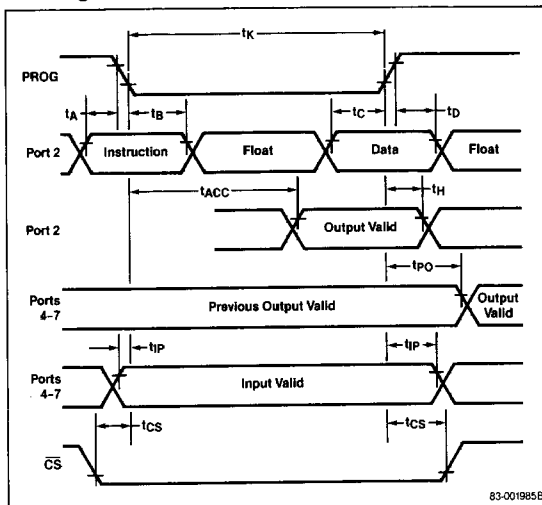 tK
PROG
tA
tB
tC
tD
Port 2
Instruction
Float
Data
Float
tACC
tH
Port 2
Output Valid
tPO
Ports
4-7
Previous Output Valid
Output
Valid
tIP
tIP
Ports
4-7
Input Valid
tCS
tCS
CS
83-001985B